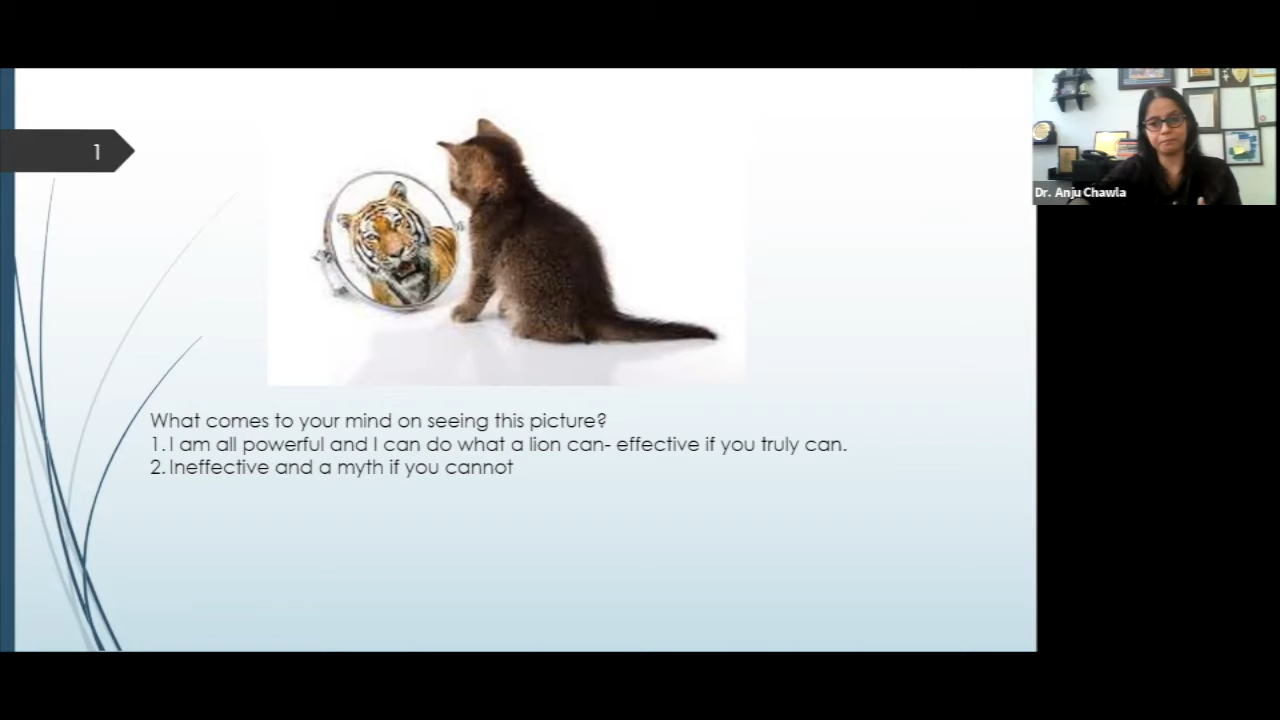 1
Dr. Anju Chawla
What comes to your mind on seeing this picture?
1. I am all powerful and I can do what a lion can- effective if you truly can.
2. Ineffective and a myth if you cannot